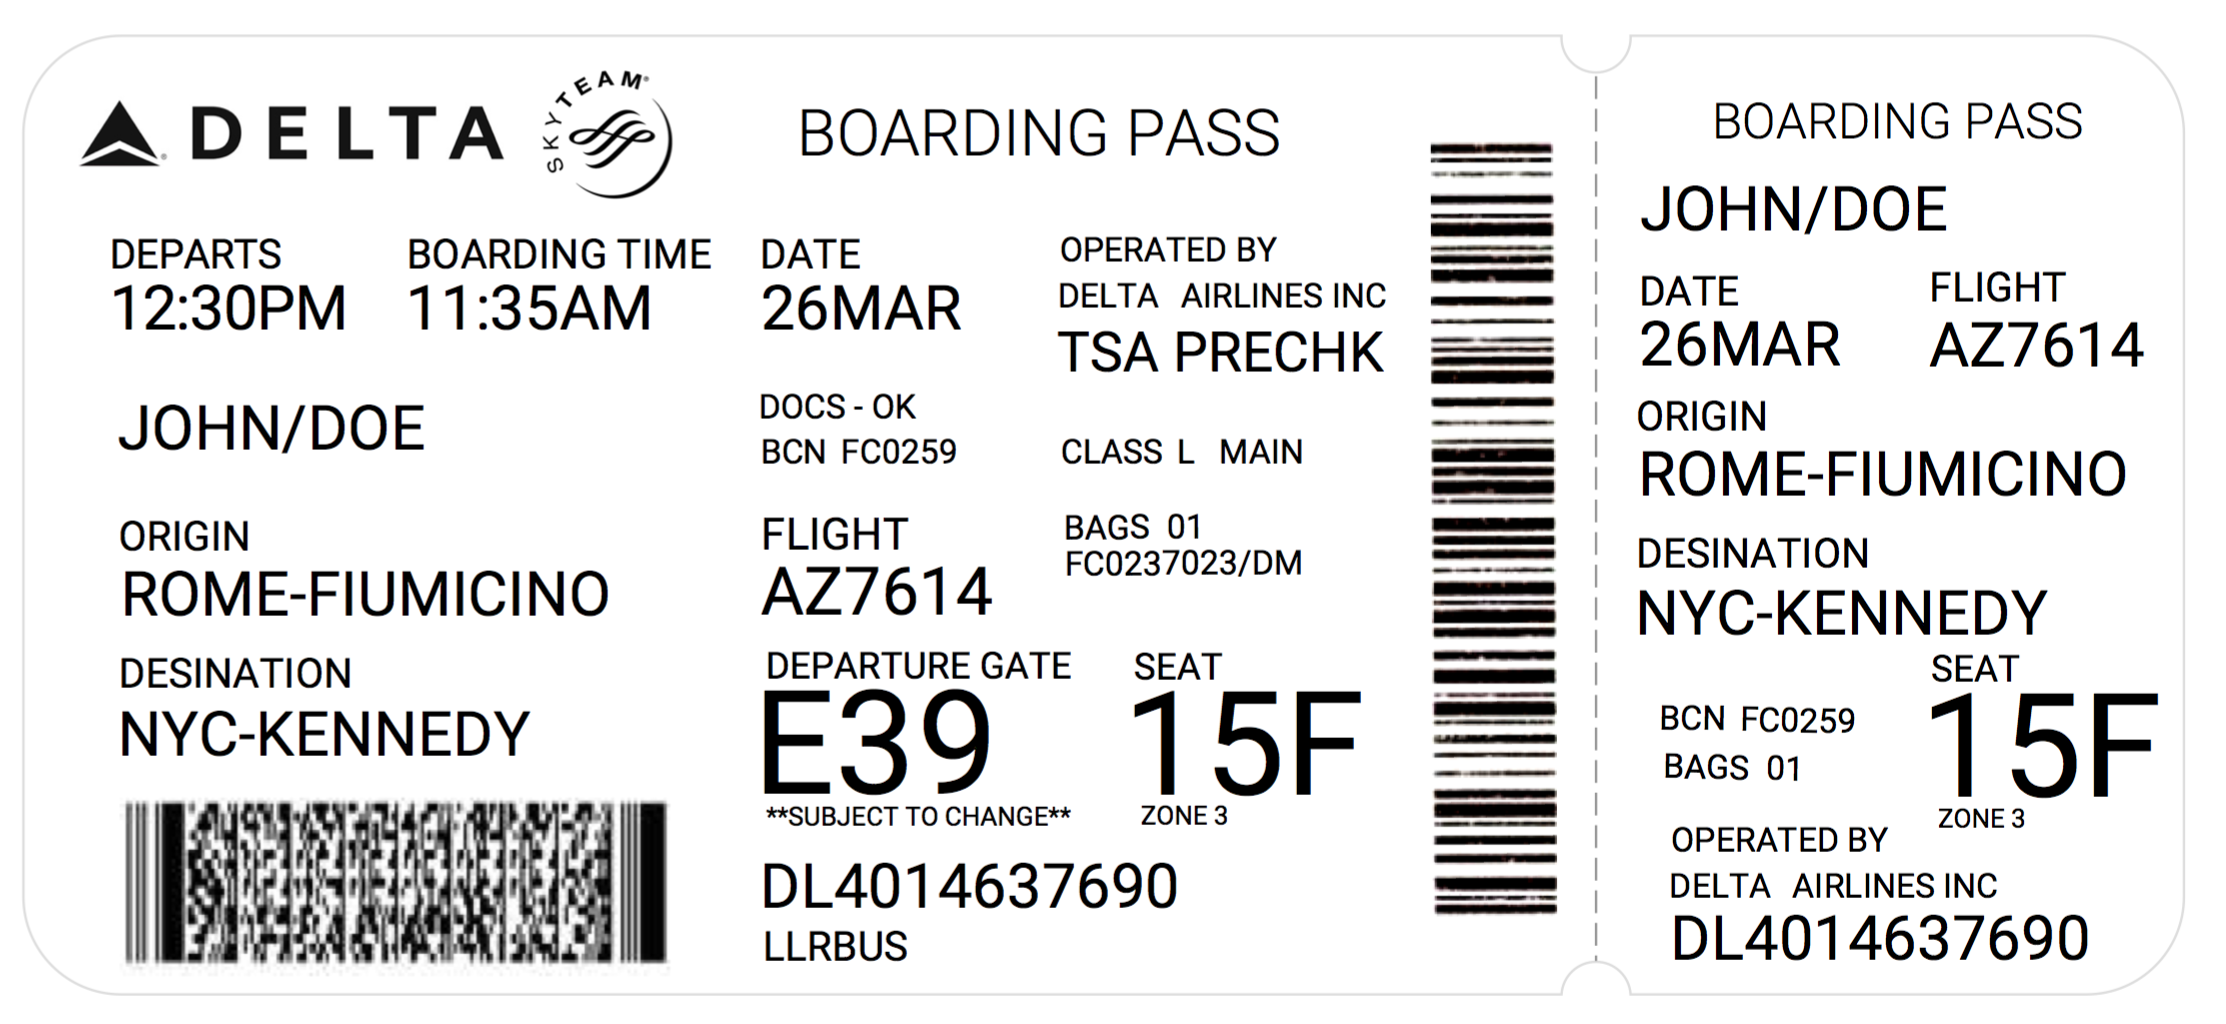 DELTA
SKYTEAM
BOARDING PASS
DEPARTS
12:30PM
BOARDING TIME
11:35AM
DATE
26MAR
OPERATED BY
DELTA AIRLINES INC
TSA PRECHK
JOHN/DOE
DOCS - OK
BCN FC0259
CLASS L MAIN
ORIGIN
ROME-FIUMICINO
FLIGHT
AZ7614
BAGS 01
FC0237023/DM
DESINATION
NYC-KENNEDY
DEPARTURE GATE
E39
**SUBJECT TO CHANGE**
SEAT
15F
ZONE 3
DL4014637690
LLRBUS
BOARDING PASS
JOHN/DOE
DATE
26MAR
FLIGHT
AZ7614
ORIGIN
ROME-FIUMICINO
DESINATION
NYC-KENNEDY
BCN FC0259
BAGS 01
SEAT
15F
ZONE 3
OPERATED BY
DELTA AIRLINES INC
DL4014637690